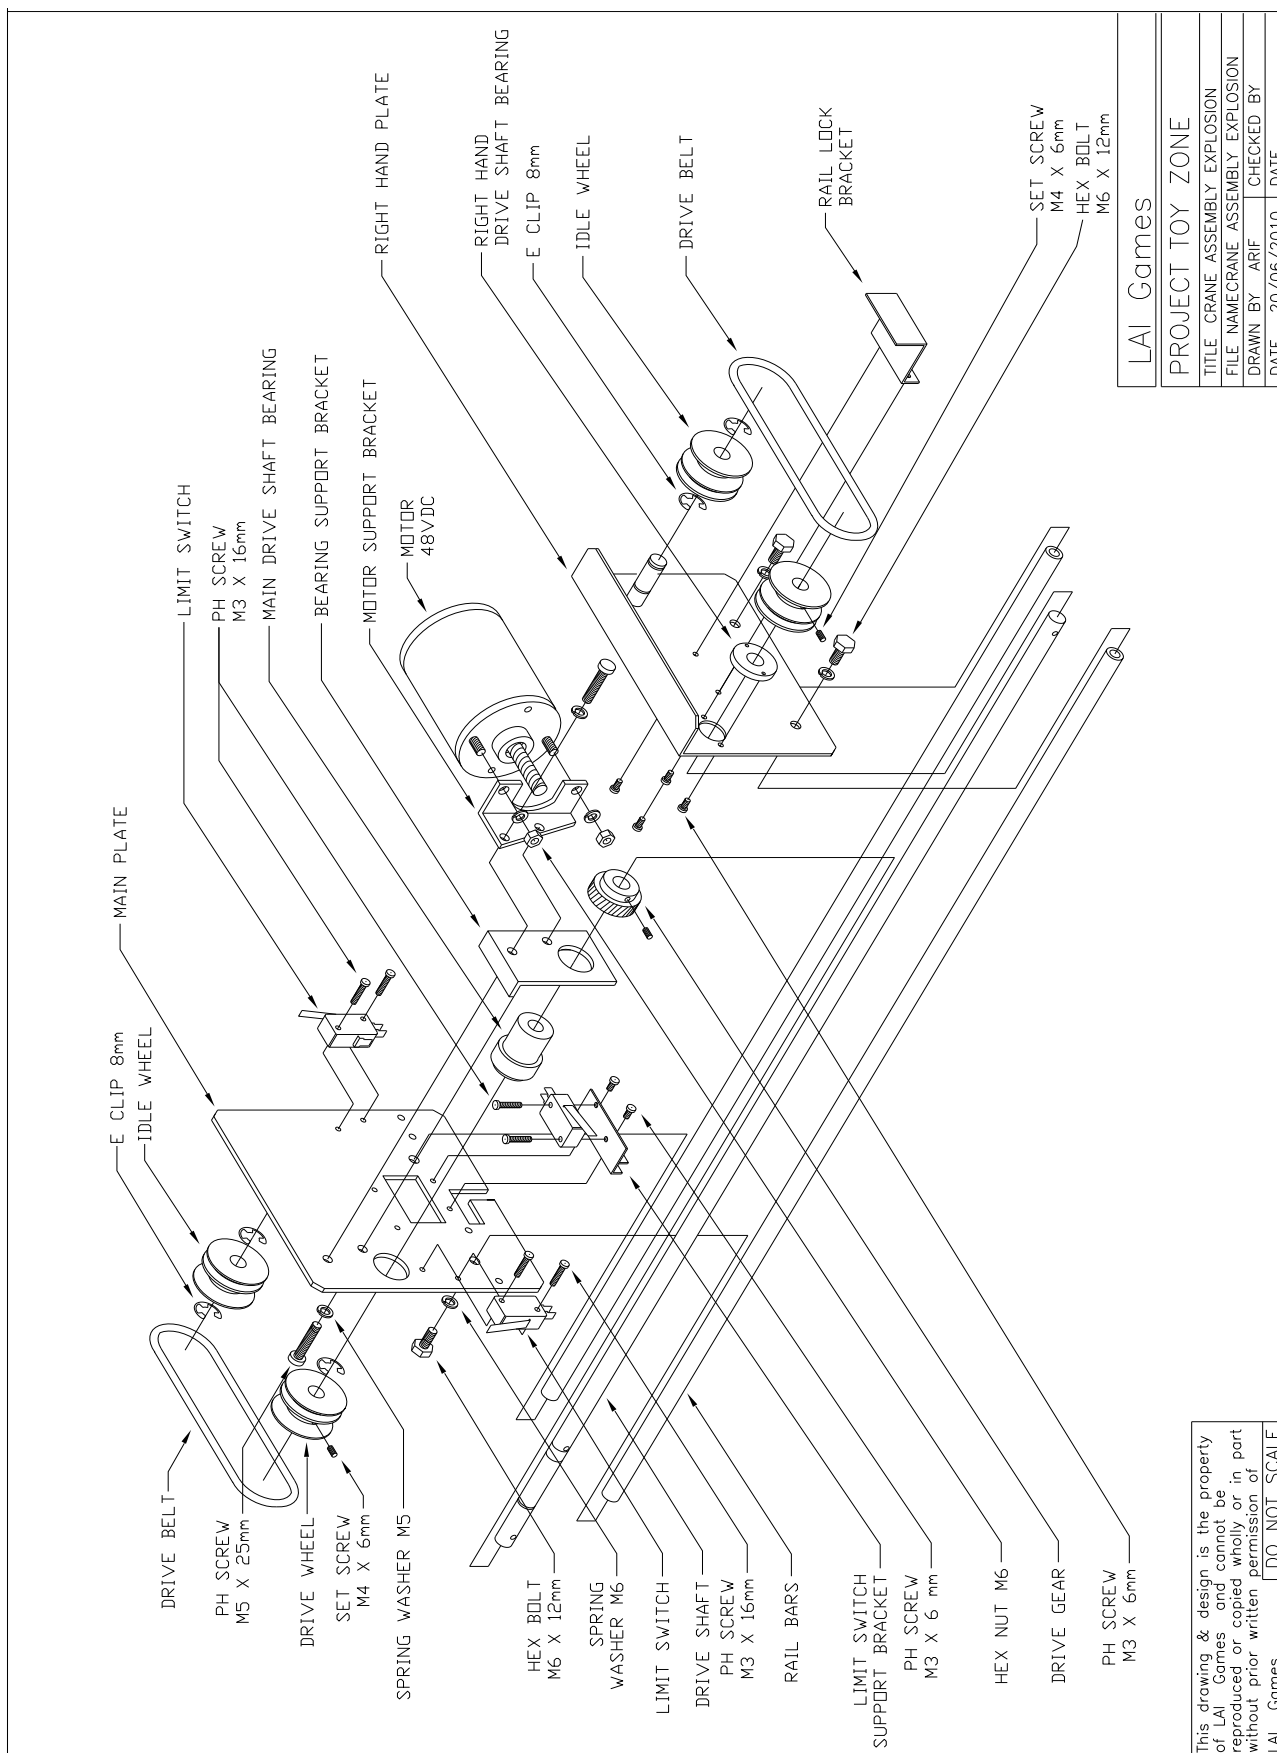 E CLIP 8mm
IDLE WHEEL
MAIN PLATE
LIMIT SWITCH
PH SCREW
M3 X 16mm
MAIN DRIVE SHAFT BEARING
BEARING SUPPORT BRACKET
MOTOR SUPPORT BRACKET
MOTOR
48VDC
RIGHT HAND PLATE
RIGHT HAND
DRIVE SHAFT BEARING
E CLIP 8mm
IDLE WHEEL
DRIVE BELT
RAIL LOCK
BRACKET
SET SCREW
M4 X 6mm
HEX BOLT
M6 X 12mm
DRIVE BELT
PH SCREW
M5 X 25mm
DRIVE WHEEL
SET SCREW
M4 X 6mm
SPRING WASHER M5
HEX BOLT
M6 X 12mm
SPRING
WASHER M6
LIMIT SWITCH
DRIVE SHAFT
PH SCREW
M3 X 16mm
RAIL BARS
LIMIT SWITCH
SUPPORT BRACKET
PH SCREW
M3 X 6 mm
HEX NUT M6
DRIVE GEAR
PH SCREW
M3 X 6mm
LAI Games
PROJECT TOY ZONE
TITLE CRANE ASSEMBLY EXPLOSION
FILE NAMECRANE ASSEMBLY EXPLOSION
DRAWN BY ARIF CHECKED BY
DATE 20/06/2010 DATE
This drawing & design is the property
of LAI Games and cannot be
reproduced or copied wholly or in part
without prior written permission of
LAI Games
DO NOT SCALE